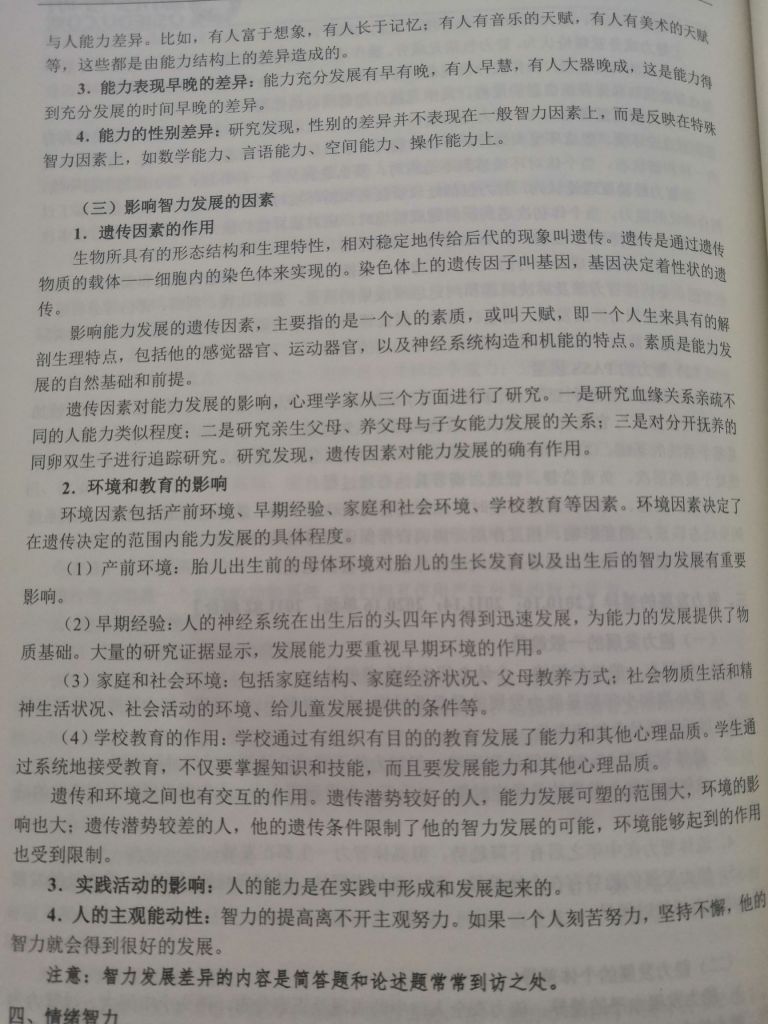 与人能力差异。比如，有人富于想象，有人长于记忆；有人有音乐的天赋，有人有美术的天赋
等，这些都是由能力结构上的差异造成的。
3．能力表现早晚的差异：能力充分发展有早有晚，有人早慧，有人大器晚成，这是能力得
到充分发展的时间早晚的差异。
4．能力的性别差异：研究发现，性别的差异并不表现在一般智力因素上，而是反映在特殊
智力因素上，如数学能力、言语能力、空间能力、操作能力上。
（三）影响智力发展的因素
1．遗传因素的作用
生物所具有的形态结构和生理特性，相对稳定地传给后代的现象叫遗传。遗传是通过遗传
物质的载体——细胞内的染色体来实现的。染色体上的遗传因子叫基因，基因决定着性状的遗
传。
影响能力发展的遗传因素，主要指的是一个人的素质，或叫天赋，即一个人生来具有的解
剖生理特点，包括他的感觉器官、运动器官，以及神经系统构造和机能的特点。素质是能力发
展的自然基础和前提。
遗传因素对能力发展的影响，心理学家从三个方面进行了研究。一是研究血缘关系亲疏不
同的人能力类似程度；二是研究亲生父母、养父母与子女能力发展的关系；三是对分开抚养的
同卵双生子进行追踪研究。研究发现，遗传因素对能力发展的确有作用。
2．环境和教育的影响
环境因素包括产前环境、早期经验、家庭和社会环境、学校教育等因素。环境因素决定了
在遗传决定的范围内能力发展的具体程度。
（1）产前环境：胎儿出生前的母体环境对胎儿的生长发育以及出生后的智力发展有重要
影响。
（2）早期经验：人的神经系统在出生后的头四年内得到迅速发展，为能力的发展提供了物
质基础。大量的研究证据显示，发展能力要重视早期环境的作用。
（3）家庭和社会环境：包括家庭结构、家庭经济状况、父母教养方式；社会物质生活和精
神生活状况、社会活动的环境、给儿童发展提供的条件等。
（4）学校教育的作用：学校通过有组织有目的的教育发展了能力和其他心理品质。学生通
过系统地接受教育，不仅要掌握知识和技能，而且要发展能力和其他心理品质。
遗传和环境之间也有交互的作用。遗传潜势较好的人，能力发展可塑的范围大，环境的影
响也大；遗传潜势较差的人，他的遗传条件限制了他的智力发展的可能，环境能够起到的作用
也受到限制。
3．实践活动的影响：人的能力是在实践中形成和发展起来的。
4．人的主观能动性：智力的提高离不开主观努力。如果一个人刻苦努力，坚持不懈，他的
智力就会得到很好的发展。
注意：智力发展差异的内容是简答题和论述题常常到访之处。
四、情绪智力